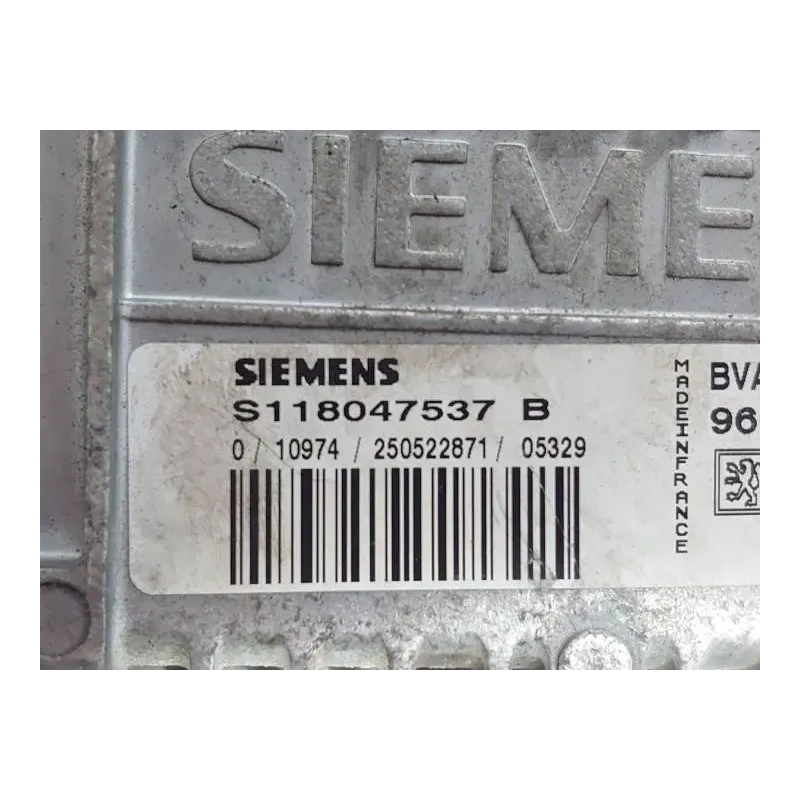 SIEME
SIEMENS
S118047537 B
0 / 10974 / 250522871 / 05329
MADEINFRANCE
BVA
96